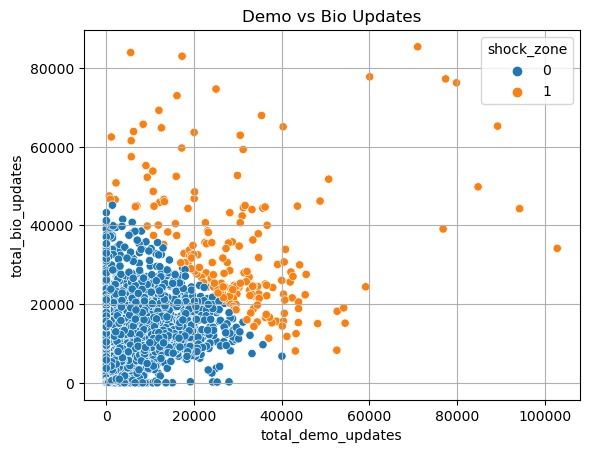 Demo vs Bio Updates
shock_zone
0
1
80000
60000
40000
20000
0
total_bio_updates
0 20000 40000 60000 80000 100000
total_demo_updates